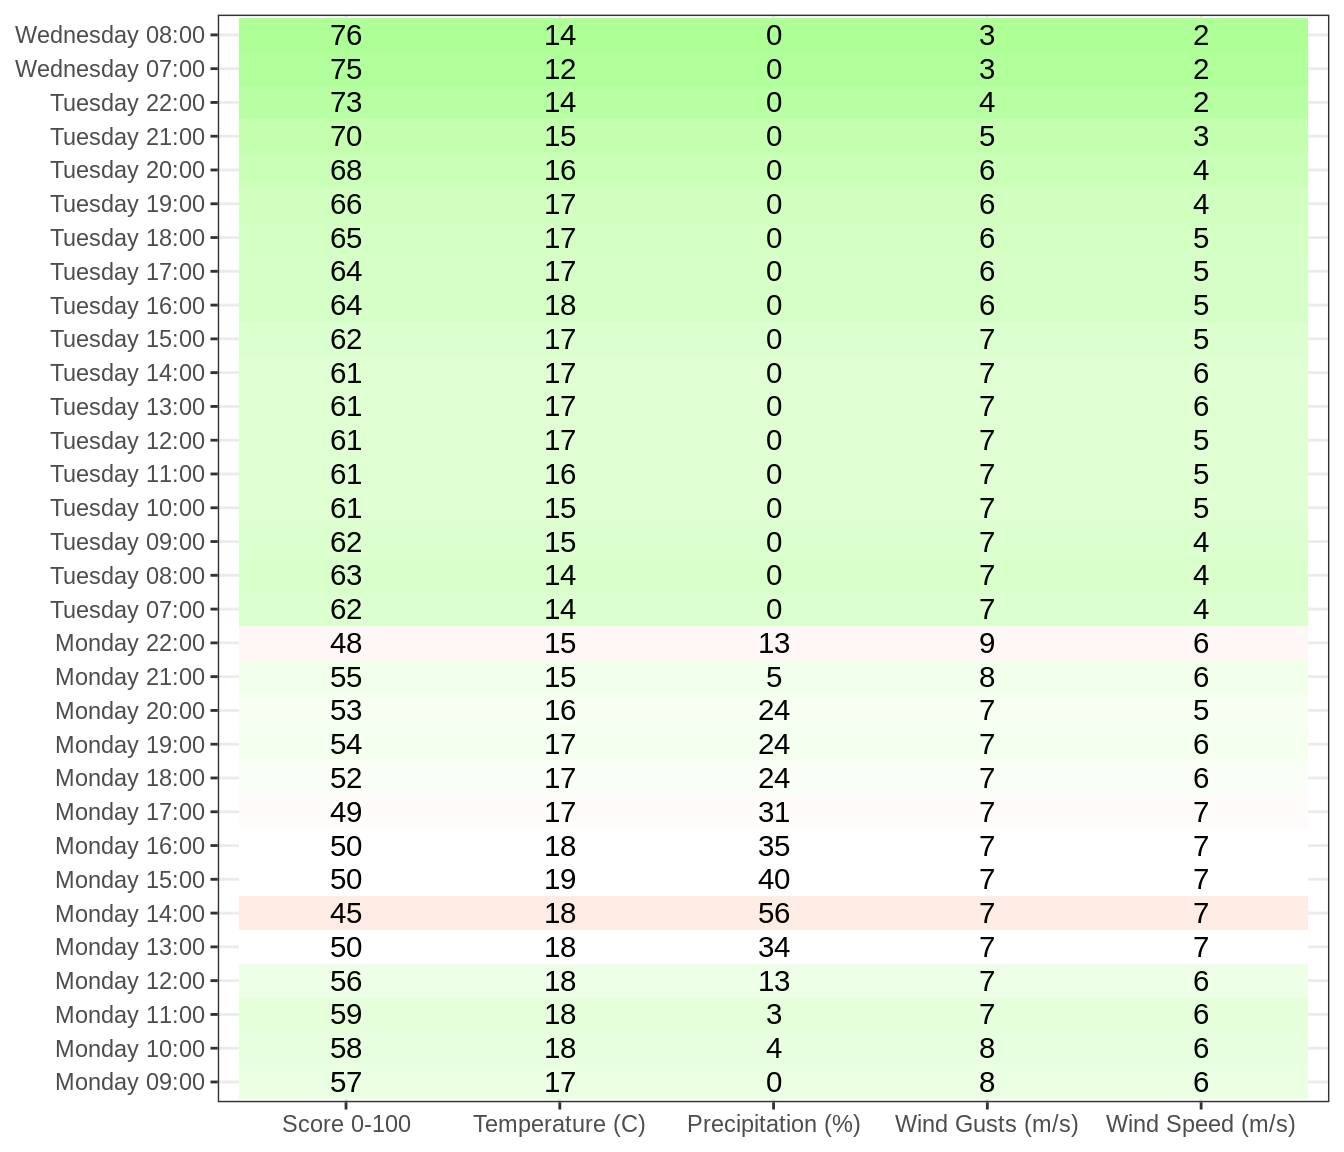 Wednesday 08:00 76 14 0 3 2
Wednesday 07:00 75 12 0 3 2
Tuesday 22:00 73 14 0 4 2
Tuesday 21:00 70 15 0 5 3
Tuesday 20:00 68 16 0 6 4
Tuesday 19:00 66 17 0 6 4
Tuesday 18:00 65 17 0 6 5
Tuesday 17:00 64 17 0 6 5
Tuesday 16:00 64 18 0 6 5
Tuesday 15:00 62 17 0 7 5
Tuesday 14:00 61 17 0 7 6
Tuesday 13:00 61 17 0 7 6
Tuesday 12:00 61 17 0 7 5
Tuesday 11:00 61 16 0 7 5
Tuesday 10:00 61 15 0 7 5
Tuesday 09:00 62 15 0 7 4
Tuesday 08:00 63 14 0 7 4
Tuesday 07:00 62 14 0 7 4
Monday 22:00 48 15 13 9 6
Monday 21:00 55 15 5 8 6
Monday 20:00 53 16 24 7 5
Monday 19:00 54 17 24 7 6
Monday 18:00 52 17 24 7 6
Monday 17:00 49 17 31 7 7
Monday 16:00 50 18 35 7 7
Monday 15:00 50 19 40 7 7
Monday 14:00 45 18 56 7 7
Monday 13:00 50 18 34 7 7
Monday 12:00 56 18 13 7 6
Monday 11:00 59 18 3 7 6
Monday 10:00 58 18 4 8 6
Monday 09:00 57 17 0 8 6
Score 0-100 Temperature (C) Precipitation (%) Wind Gusts (m/s) Wind Speed (m/s)